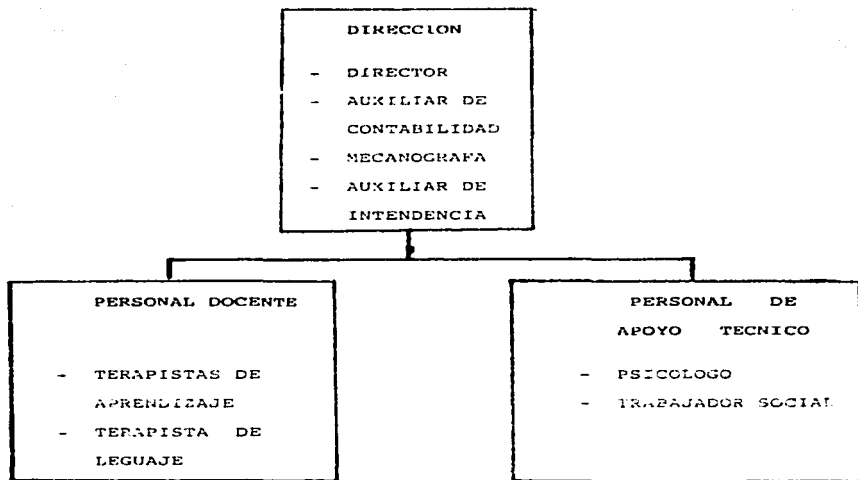 DIRECCION
- DIRECTOR
- AUXILIAR DE
CONTABILIDAD
- MECANOGRAFA
- AUXILIAR DE
INTENDENCIA
PERSONAL DOCENTE
- TERAPISTAS DE
APRENDIZAJE
- TERAPISTA DE
LEGUAJE
PERSONAL DE
APOYO TECNICO
- PSICOLOGO
- TRABAJADOR SOCIAL